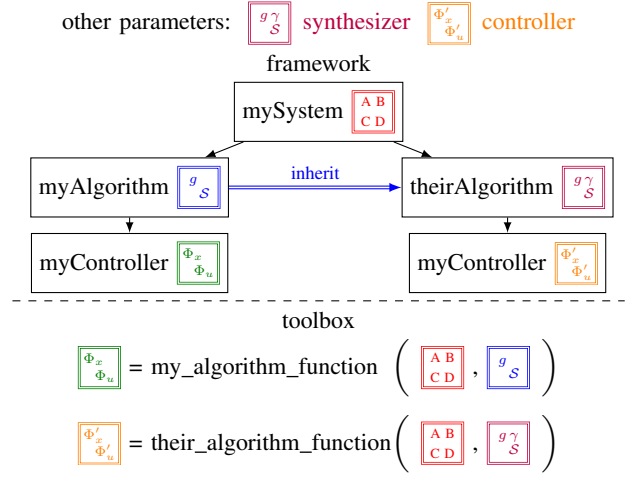 other parameters: g γ S synthesizer Φ′x Φ′u controller
framework
mySystem A B C D
myAlgorithm g S inherit theirAlgorithm g γ S
myController Φx Φu myController Φ′x Φ′u
toolbox
Φx Φu = my_algorithm_function ( A B C D , g S )
Φ′x Φ′u = their_algorithm_function ( A B C D , g γ S )